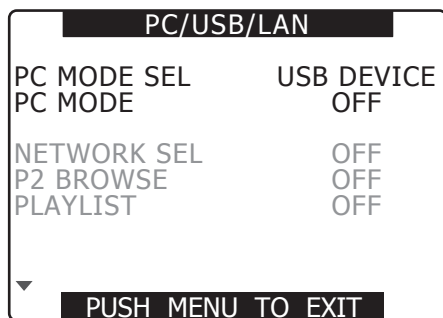 PC/USB/LAN
PC MODE SEL USB DEVICE
PC MODE OFF
NETWORK SEL OFF
P2 BROWSE OFF
PLAYLIST OFF
PUSH MENU TO EXIT